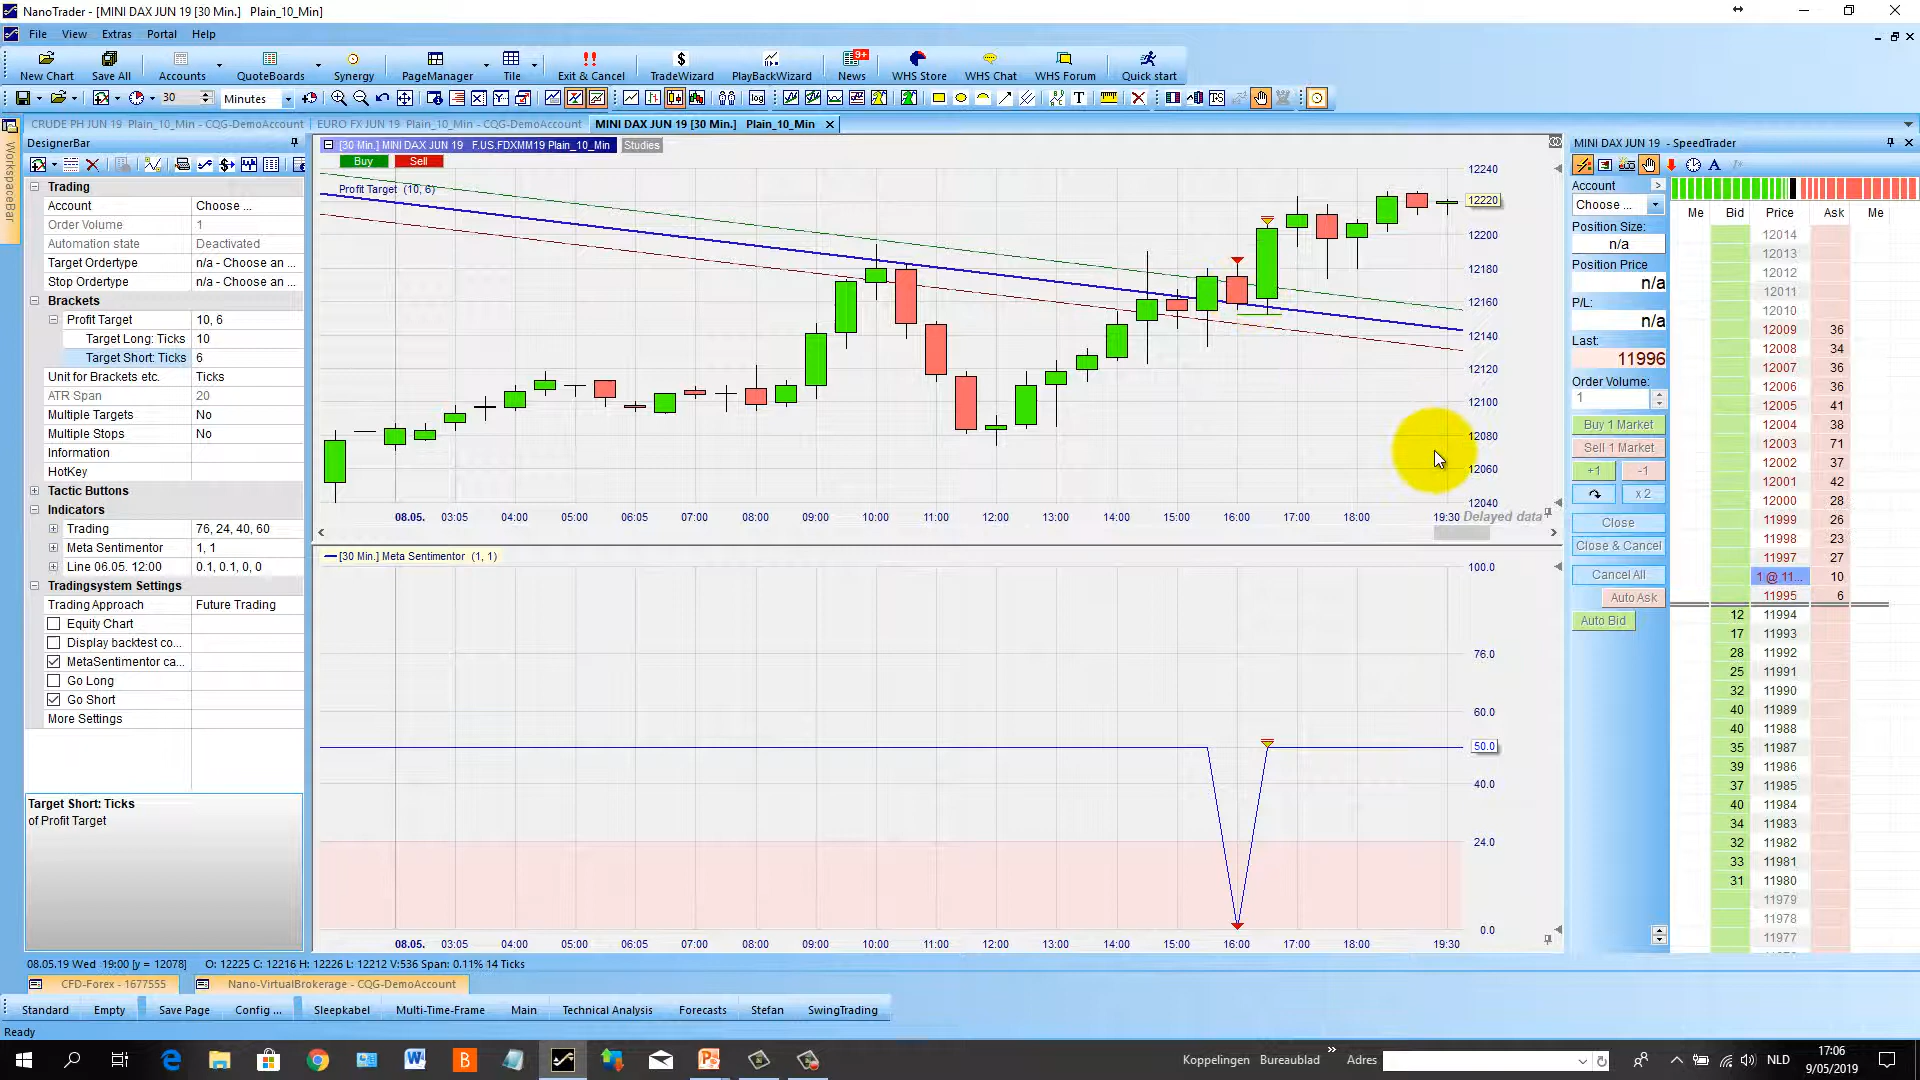 NanoTrader - [MINI DAX JUN 19 [30 Min.]   Plain_10_Min]
File View Extras Portal Help
New Chart Save All Accounts QuoteBoards Synergy PageManager Tile Exit & Cancel TradeWizard PlayBackWizard News 9+ WHS Store WHS Chat WHS Forum Quick start
30 Minutes
CRUDE PH JUN 19 Plain_10_Min - CQG-DemoAccount EURO FX JUN 19 Plain_10_Min - CQG-DemoAccount MINI DAX JUN 19 [30 Min.] Plain_10_Min
WorkspaceBar
DesignerBar
Trading
Account Choose ...
Order Volume 1
Automation state Deactivated
Target Ordertype n/a - Choose an ...
Stop Ordertype n/a - Choose an ...
Brackets
Profit Target 10, 6
Target Long: Ticks 10
Target Short: Ticks 6
Unit for Brackets etc. Ticks
ATR Span 20
Multiple Targets No
Multiple Stops No
Information
HotKey
Tactic Buttons
Indicators
Trading 76, 24, 40, 60
Meta Sentimentor 1, 1
Line 06.05. 12:00 0.1, 0.1, 0, 0
Tradingsystem Settings
Trading Approach Future Trading
Equity Chart
Display backtest co...
MetaSentimentor ca...
Go Long
Go Short
More Settings
Target Short: Ticks
of Profit Target
[30 Min.] MINI DAX JUN 19 F.US.FDXMM19 Plain_10_Min Studies
Buy Sell
Profit Target (10, 6)
12240
12220
12200
12180
12160
12140
12120
12100
12080
12060
12040
08.05. 03:05 04:00 05:00 06:05 07:00 08:00 09:00 10:00 11:00 12:00 13:00 14:00 15:00 16:00 17:00 18:00 19:30 Delayed data
[30 Min.] Meta Sentimentor (1, 1)
100.0
76.0
60.0
50.0
40.0
24.0
0.0
08.05. 03:05 04:00 05:00 06:05 07:00 08:00 09:00 10:00 11:00 12:00 13:00 14:00 15:00 16:00 17:00 18:00 19:30
MINI DAX JUN 19 - SpeedTrader
Account
Choose ...
Position Size:
n/a
Position Price
n/a
P/L:
n/a
Last:
11996
Order Volume:
1
Buy 1 Market
Sell 1 Market
+1 -1
x 2
Close
Close & Cancel
Cancel All
Auto Ask
Auto Bid
Me Bid Price Ask Me
12014
12013
12012
12011
12010
12009 36
12008 34
12007 36
12006 36
12005 41
12004 38
12003 71
12002 37
12001 42
12000 28
11999 26
11998 23
11997 27
1 @ 11... 10
11995 6
12 11994
17 11993
28 11992
25 11991
32 11990
40 11989
40 11988
35 11987
39 11986
37 11985
40 11984
34 11983
32 11982
33 11981
31 11980
11979
11978
11977
08.05.19 Wed 19:00 [y = 12078] O: 12225 C: 12216 H: 12226 L: 12212 V:536 Span: 0.11% 14 Ticks
CFD-Forex - 1677555 Nano-VirtualBrokerage - CQG-DemoAccount
Standard Empty Save Page Config ... Sleepkabel Multi-Time-Frame Main Technical Analysis Forecasts Stefan SwingTrading
Ready
Koppelingen Bureaublad Adres NLD
17:06
9/05/2019